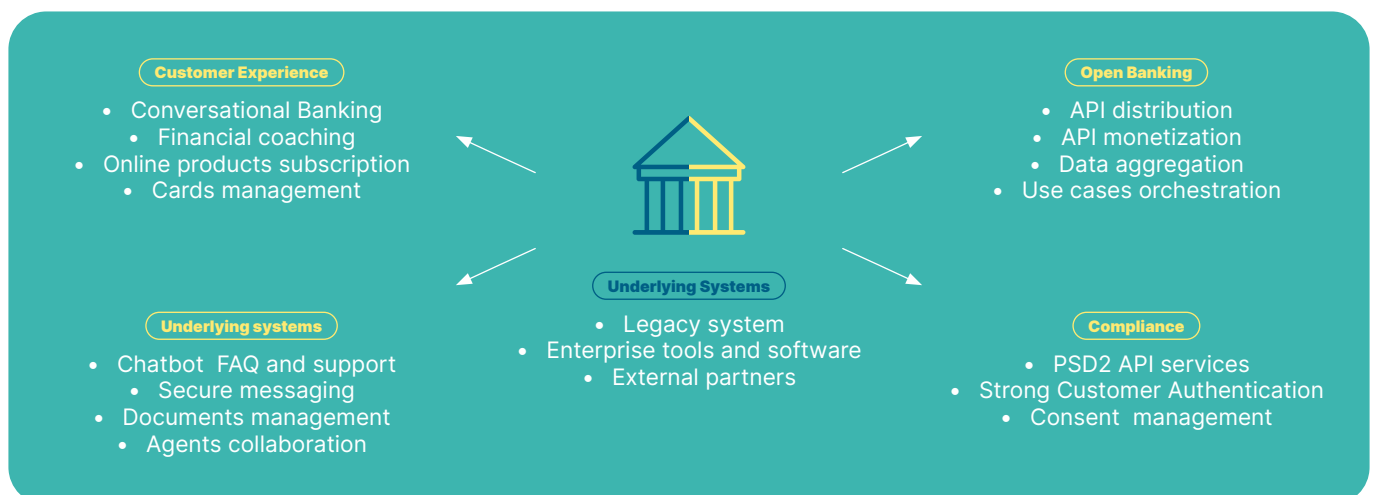 Customer Experience
• Conversational Banking
• Financial coaching
• Online products subscription
• Cards management
Open Banking
• API distribution
• API monetization
• Data aggregation
• Use cases orchestration
Underlying Systems
• Legacy system
• Enterprise tools and software
• External partners
Underlying systems
• Chatbot  FAQ and support
• Secure messaging
• Documents management
• Agents collaboration
Compliance
• PSD2 API services
• Strong Customer Authentication
• Consent  management